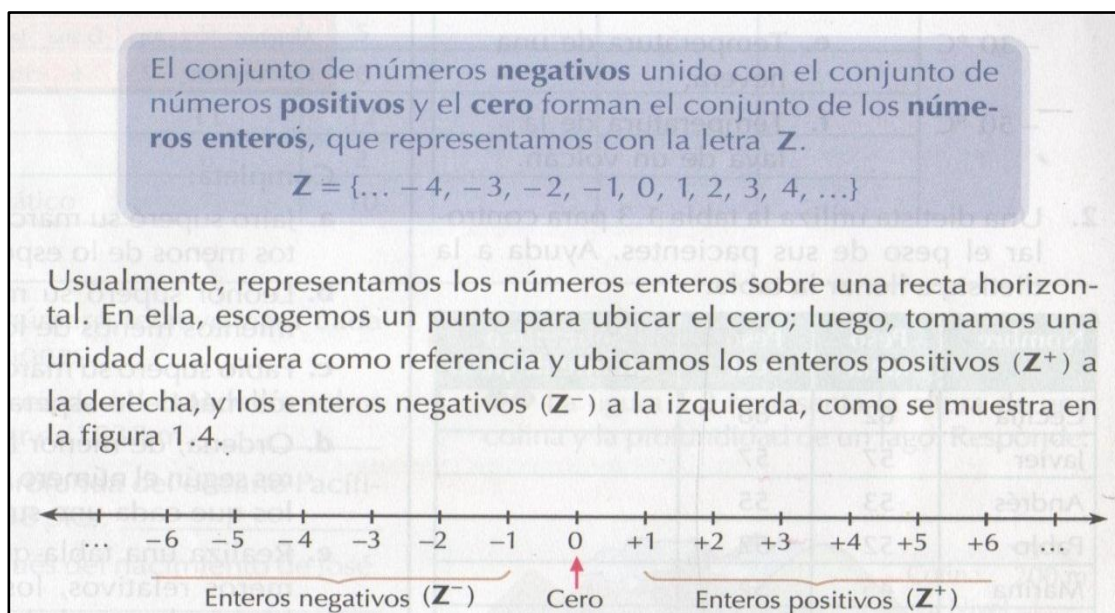 El conjunto de números negativos unido con el conjunto de
números positivos y el cero forman el conjunto de los núme-
ros enteros, que representamos con la letra Z.
Z = {... −4, −3, −2, −1, 0, 1, 2, 3, 4, ...}
Usualmente, representamos los números enteros sobre una recta horizon-
tal. En ella, escogemos un punto para ubicar el cero; luego, tomamos una
unidad cualquiera como referencia y ubicamos los enteros positivos (Z⁺) a
la derecha, y los enteros negativos (Z⁻) a la izquierda, como se muestra en
la figura 1.4.
... −6 −5 −4 −3 −2 −1 0 +1 +2 +3 +4 +5 +6 ...
Enteros negativos (Z⁻) Cero Enteros positivos (Z⁺)